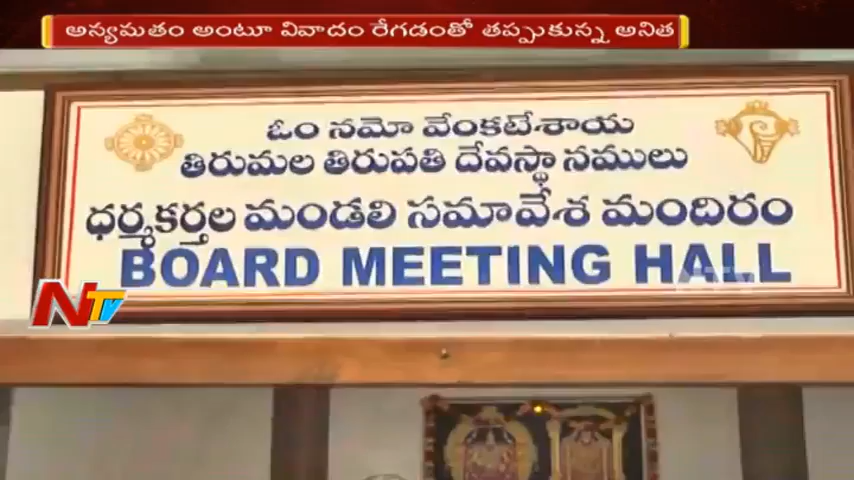 అన్యమతం అంటూ వివాదం రేగడంతో తప్పుకున్న అనిత
ఓం నమో వేంకటేశాయ
తిరుమల తిరుపతి దేవస్థానములు
ధర్మకర్తల మండలి సమావేశ మందిరం
BOARD MEETING HALL
NTV